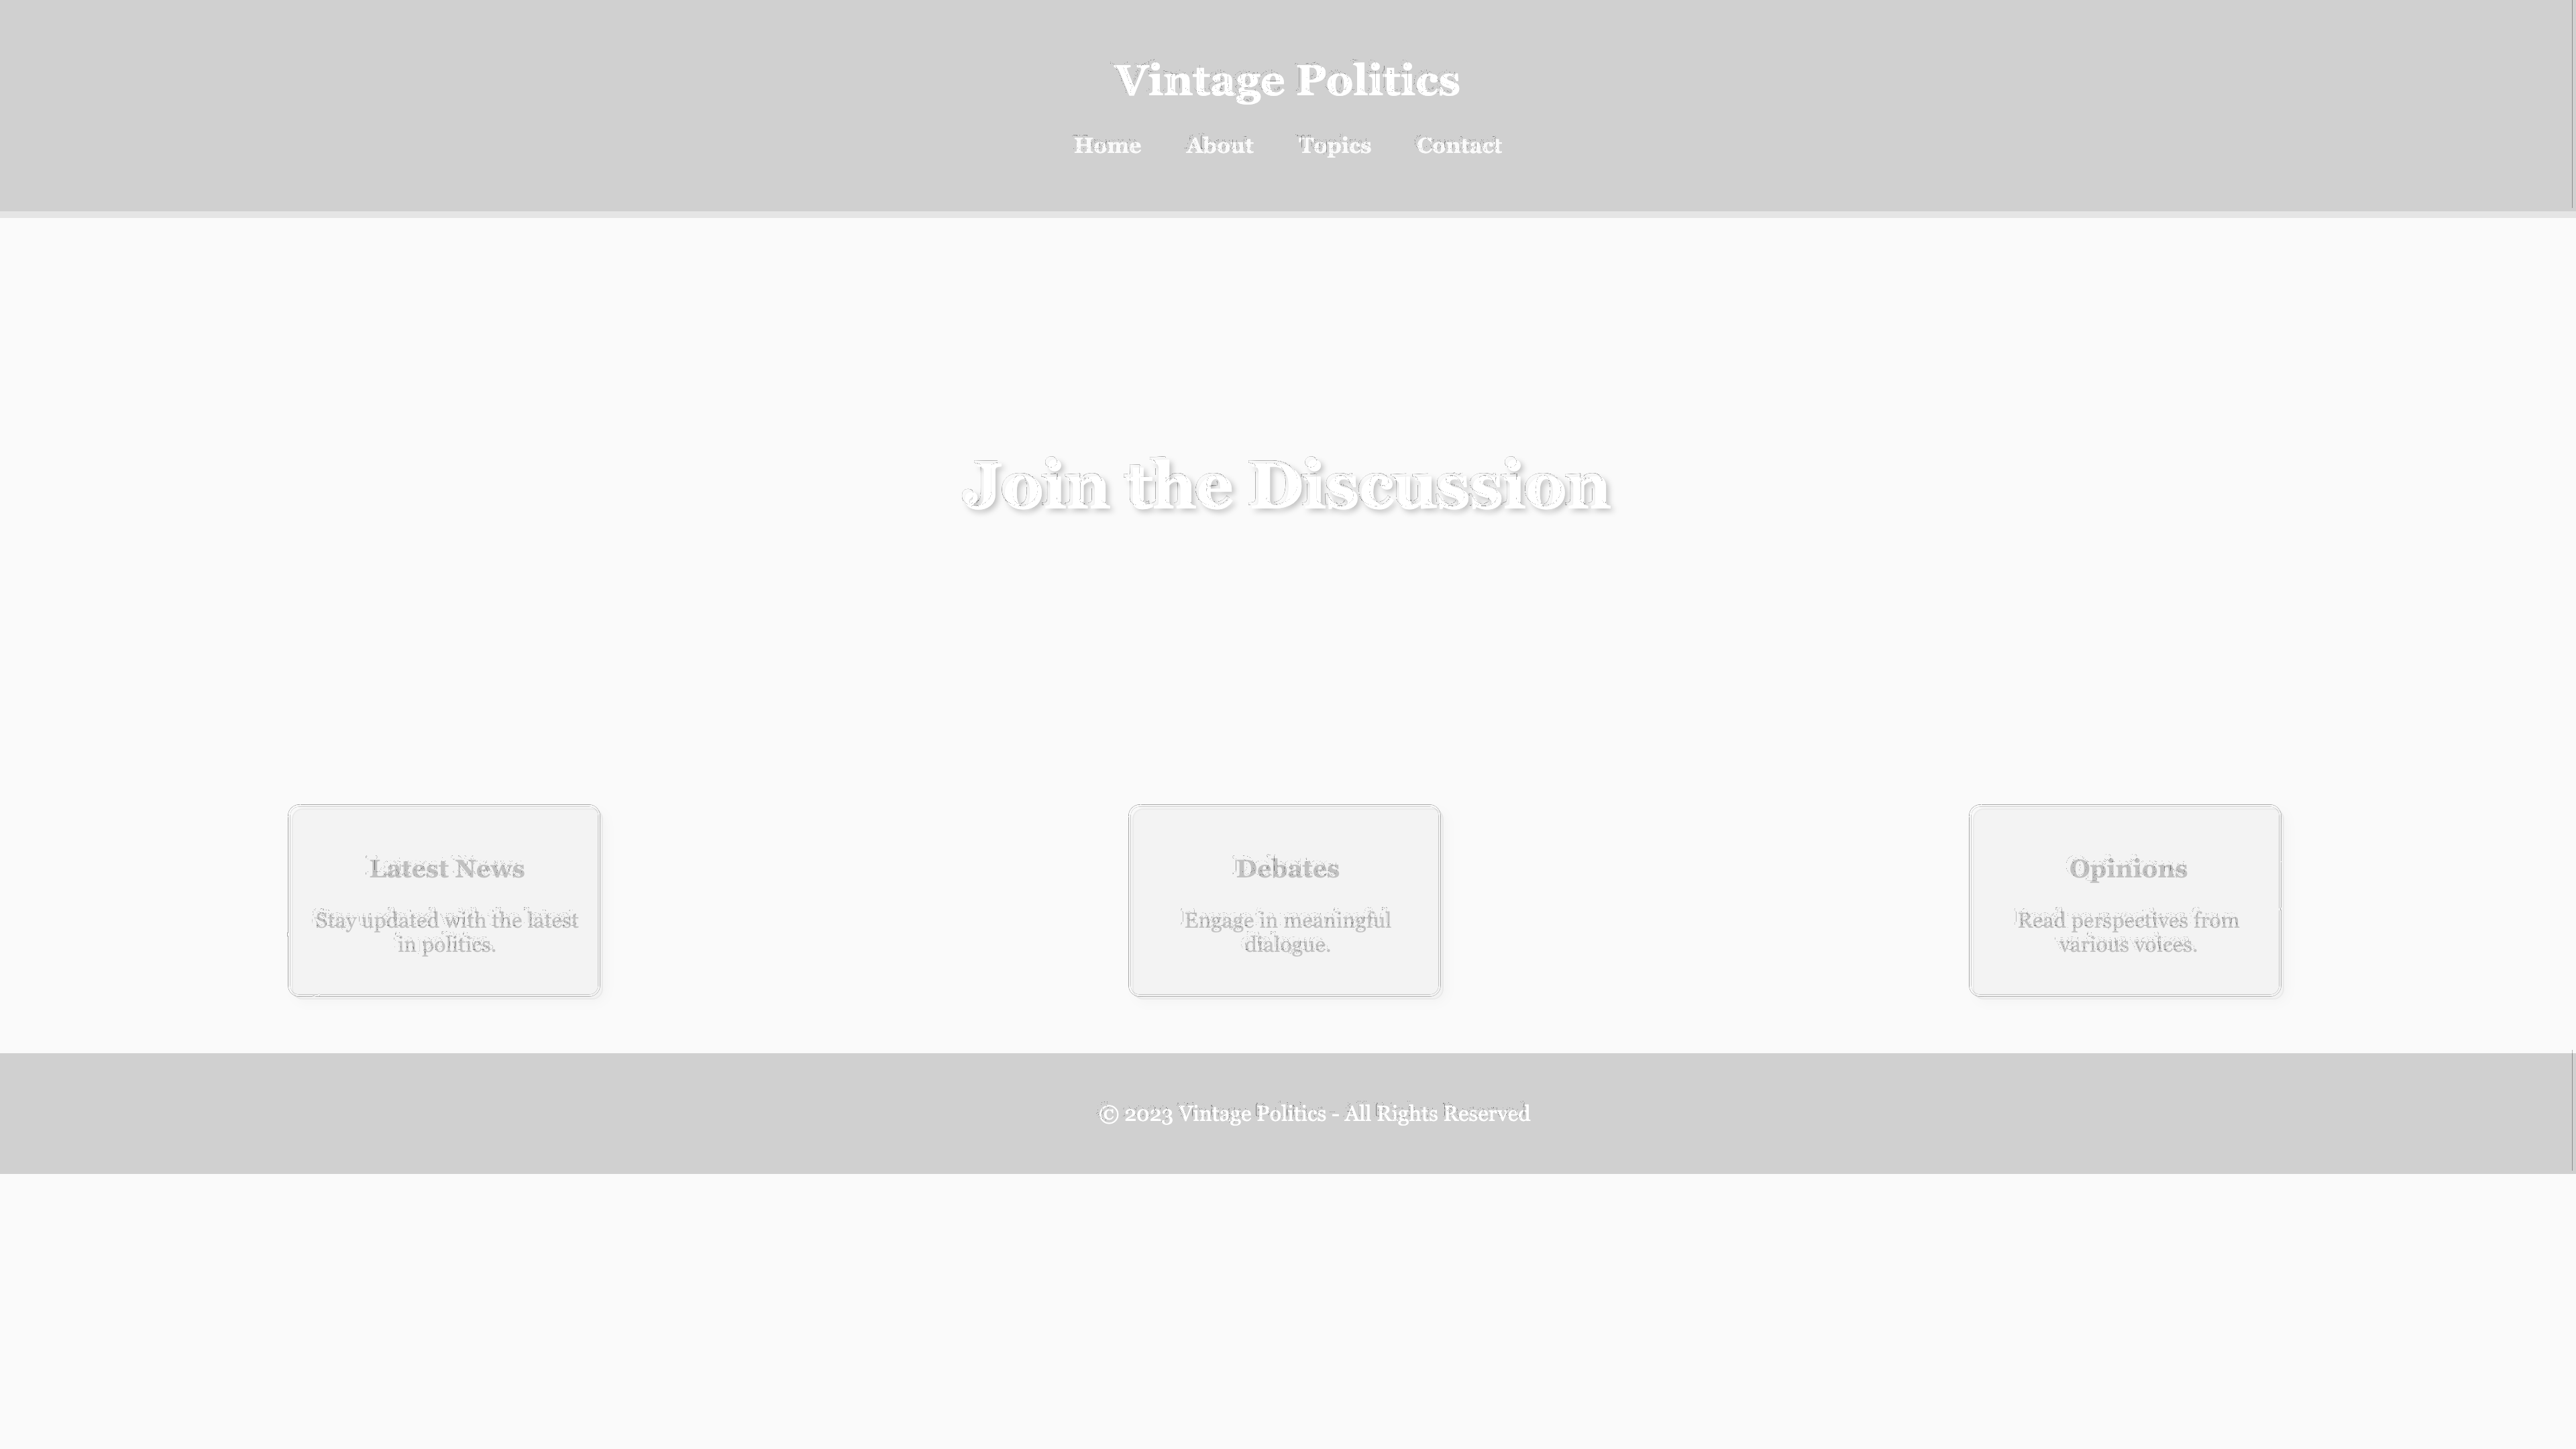 Vintage Politics
Home About Topics Contact
Join the Discussion
Latest News
Stay updated with the latest
in politics.
Debates
Engage in meaningful
dialogue.
Opinions
Read perspectives from
various voices.
© 2023 Vintage Politics - All Rights Reserved